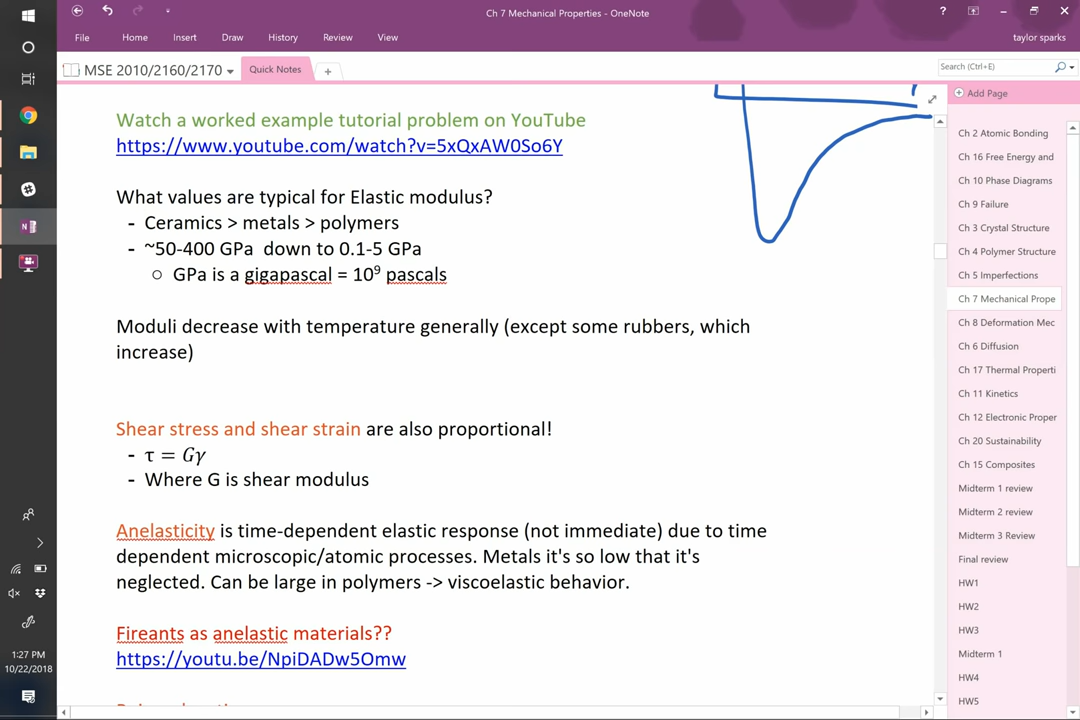 Ch 7 Mechanical Properties - OneNote
?
File Home Insert Draw History Review View
taylor sparks
MSE 2010/2160/2170
Quick Notes
+
Search (Ctrl+E)
Add Page
Watch a worked example tutorial problem on YouTube
https://www.youtube.com/watch?v=5xQxAW0So6Y
What values are typical for Elastic modulus?
- Ceramics > metals > polymers
- ~50-400 GPa down to 0.1-5 GPa
○ GPa is a gigapascal = 10⁹ pascals
Moduli decrease with temperature generally (except some rubbers, which
increase)
Shear stress and shear strain are also proportional!
- τ = Gγ
- Where G is shear modulus
Anelasticity is time-dependent elastic response (not immediate) due to time
dependent microscopic/atomic processes. Metals it's so low that it's
neglected. Can be large in polymers -> viscoelastic behavior.
Fireants as anelastic materials??
https://youtu.be/NpiDADw5Omw
Ch 2 Atomic Bonding
Ch 16 Free Energy and
Ch 10 Phase Diagrams
Ch 9 Failure
Ch 3 Crystal Structure
Ch 4 Polymer Structure
Ch 5 Imperfections
Ch 7 Mechanical Prope
Ch 8 Deformation Mec
Ch 6 Diffusion
Ch 17 Thermal Properti
Ch 11 Kinetics
Ch 12 Electronic Proper
Ch 20 Sustainability
Ch 15 Composites
Midterm 1 review
Midterm 2 review
Midterm 3 Review
Final review
HW1
HW2
HW3
Midterm 1
HW4
HW5
1:27 PM
10/22/2018